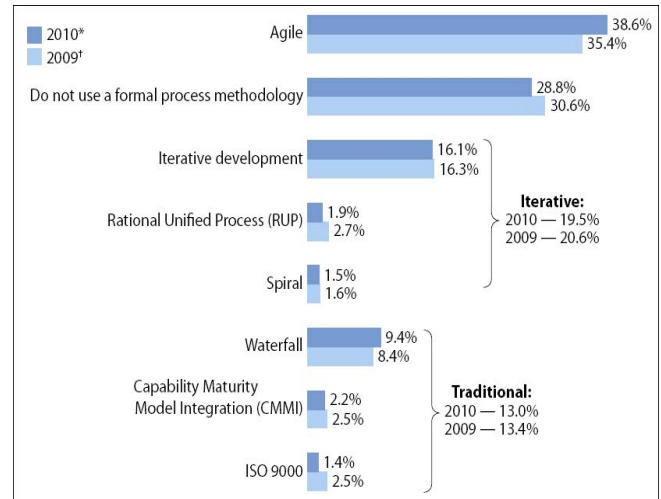 2010*
2009†
Agile
38.6%
35.4%
Do not use a formal process methodology
28.8%
30.6%
Iterative development
16.1%
16.3%
Rational Unified Process (RUP)
1.9%
2.7%
Spiral
1.5%
1.6%
Iterative:
2010 — 19.5%
2009 — 20.6%
Waterfall
9.4%
8.4%
Capability Maturity
Model Integration (CMMI)
2.2%
2.5%
ISO 9000
1.4%
2.5%
Traditional:
2010 — 13.0%
2009 — 13.4%